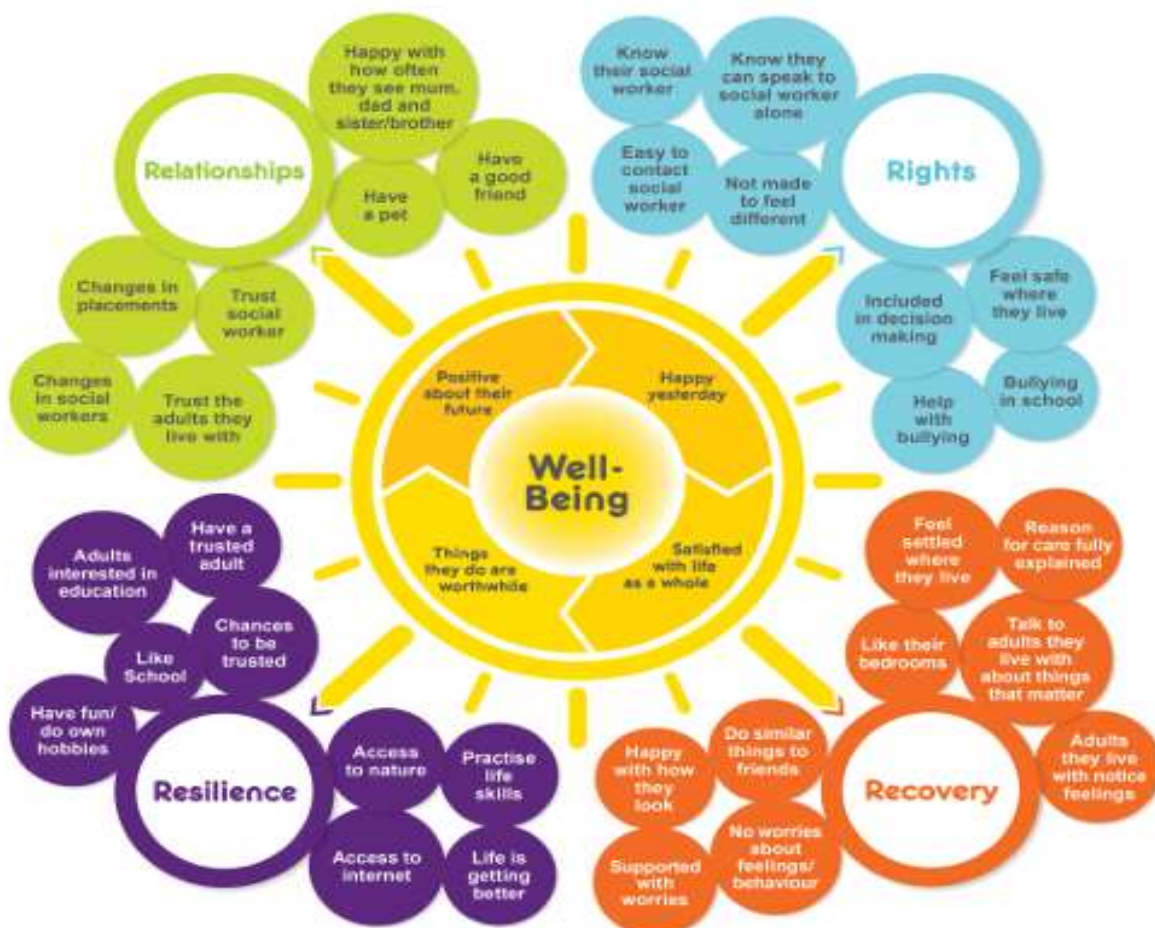 Happy with
how often
they see mum,
dad and
sister/brother
Relationships
Have
a pet
Have
a good
friend
Changes in
placements
Trust
social
worker
Changes
in social
workers
Trust the
adults they
live with
Know
their social
worker
Know they
can speak to
social worker
alone
Easy to
contact
social
worker
Not made
to feel
different
Rights
Included
in decision
making
Feel safe
where
they live
Help
with
bullying
Bullying
in school
Positive
about their
future
Happy
yesterday
Well-
Being
Things
they do are
worthwhile
Satisfied
with life
as a whole
Adults
interested in
education
Have a
trusted
adult
Like
School
Chances
to be
trusted
Have fun/
do own
hobbies
Resilience
Access
to nature
Practise
life
skills
Access to
internet
Life is
getting
better
Feel
settled
where
they live
Reason
for care fully
explained
Like their
bedrooms
Talk to
adults they
live with
about things
that matter
Happy
with how
they
look
Do similar
things to
friends
Recovery
Adults
they live
with notice
feelings
Supported
with
worries
No worries
about
feelings/
behaviour